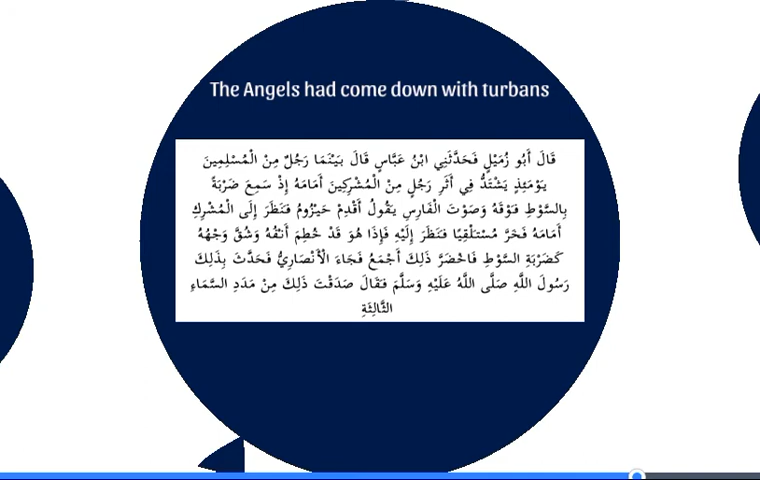 The Angels had come down with turbans
قَالَ أَبُو زُمَيْلٍ فَحَدَّثَنِي ابْنُ عَبَّاسٍ قَالَ بَيْنَمَا رَجُلٌ مِنْ الْمُسْلِمِينَ
يَوْمَئِذٍ يَشْتَدُّ فِي أَثَرِ رَجُلٍ مِنْ الْمُشْرِكِينَ أَمَامَهُ إِذْ سَمِعَ ضَرْبَةً
بِالسَّوْطِ فَوْقَهُ وَصَوْتَ الْفَارِسِ يَقُولُ أَقْدِمْ حَيْزُومُ فَنَظَرَ إِلَى الْمُشْرِكِ
أَمَامَهُ فَخَرَّ مُسْتَلْقِيًا فَنَظَرَ إِلَيْهِ فَإِذَا هُوَ قَدْ خُطِمَ أَنْفُهُ وَشُقَّ وَجْهُهُ
كَضَرْبَةِ السَّوْطِ فَاخْضَرَّ ذَلِكَ أَجْمَعُ فَجَاءَ الْأَنْصَارِيُّ فَحَدَّثَ بِذَلِكَ
رَسُولَ اللَّهِ صَلَّى اللَّهُ عَلَيْهِ وَسَلَّمَ فَقَالَ صَدَقْتَ ذَلِكَ مِنْ مَدَدِ السَّمَاءِ
الثَّالِثَةِ